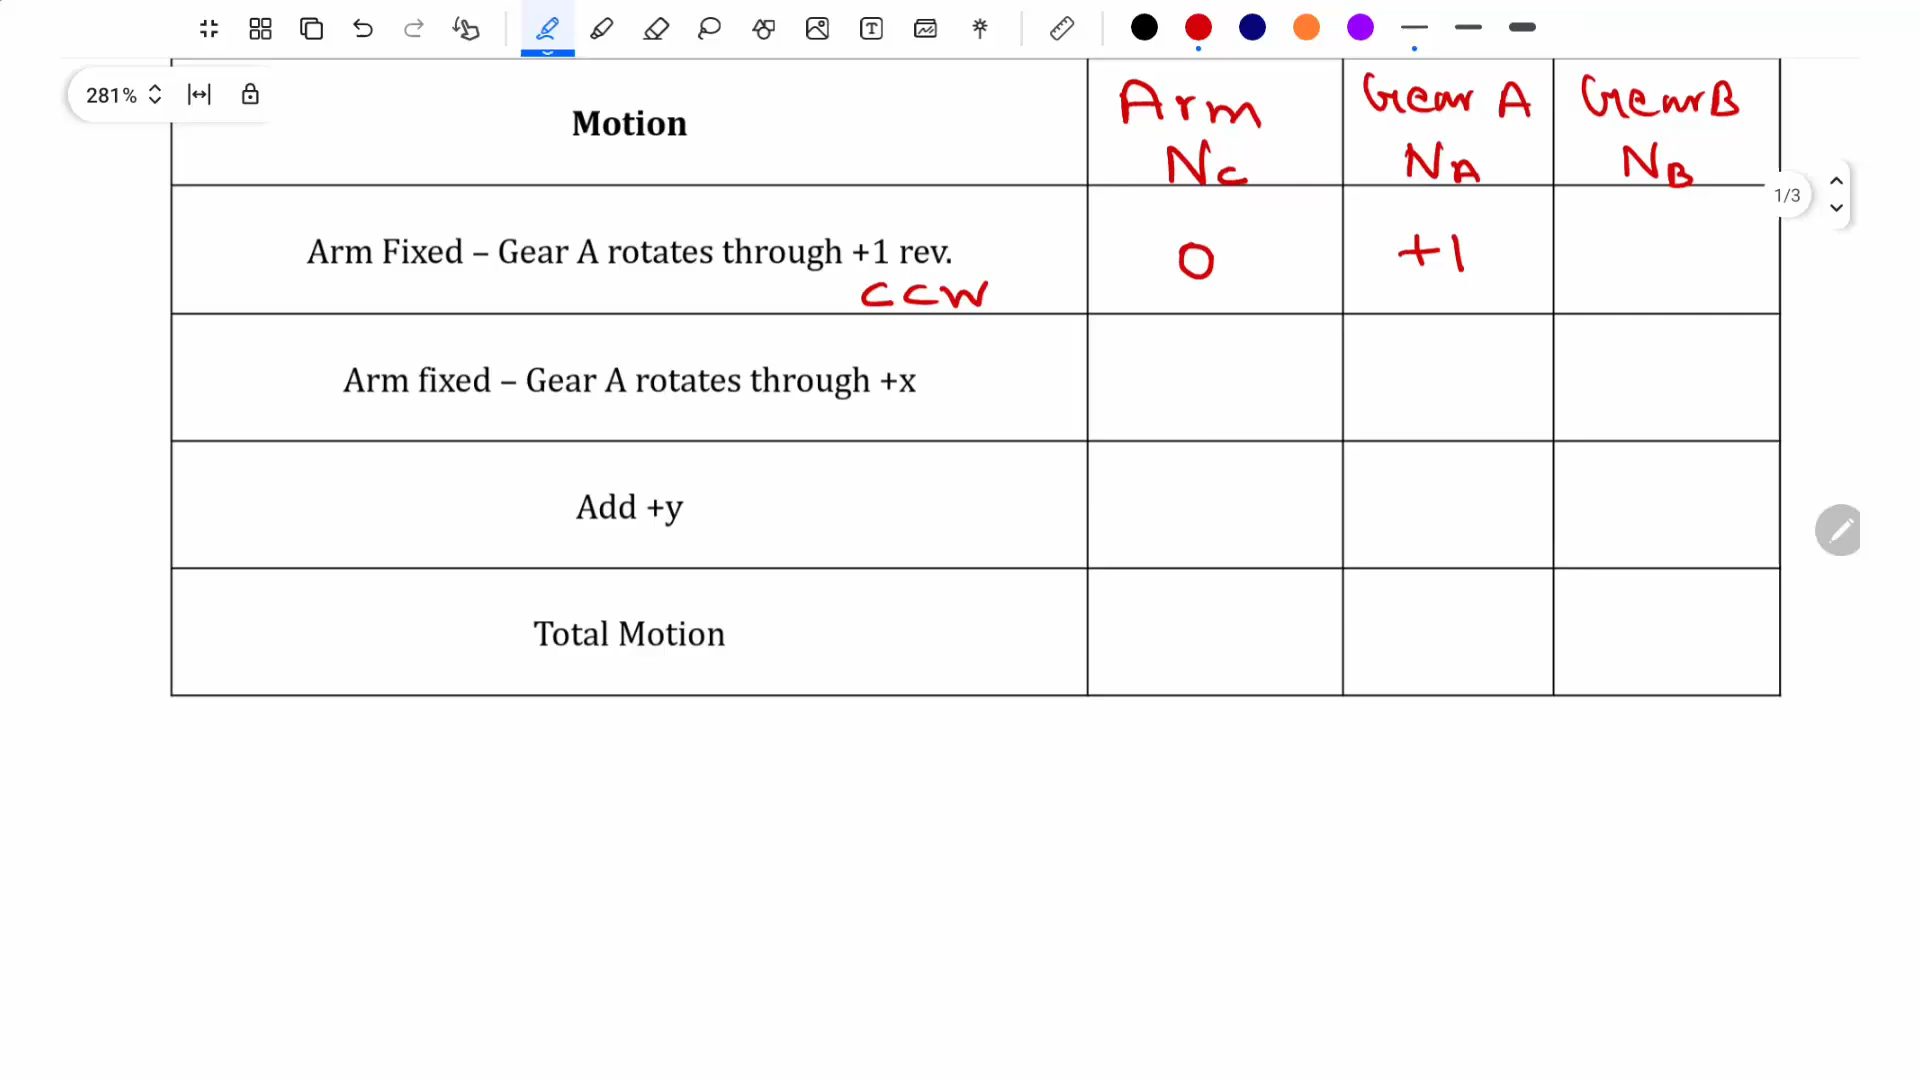 281%
Motion
Arm
NC
Gear A
NA
Gear B
NB
1/3
Arm Fixed – Gear A rotates through +1 rev.
CCW
0
+1
Arm fixed – Gear A rotates through +x
Add +y
Total Motion